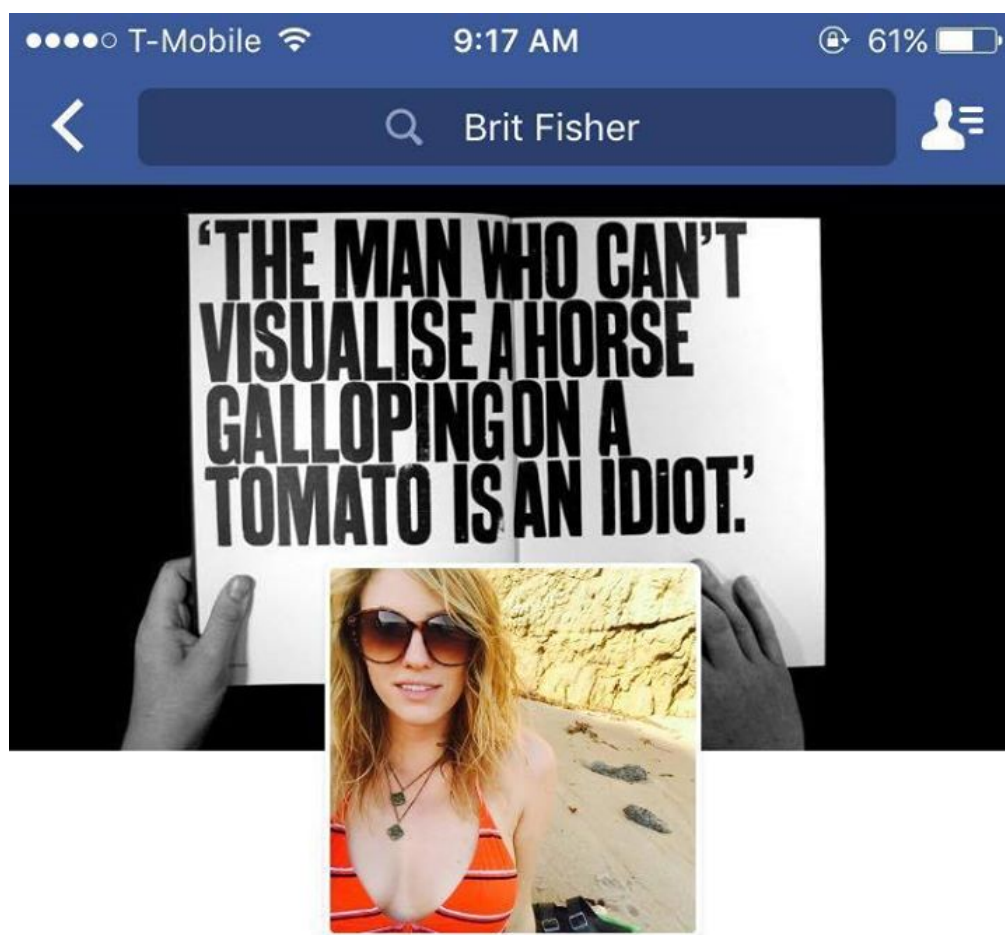 T-Mobile 9:17 AM 61%
Brit Fisher
‘THE MAN WHO CAN’T
VISUALISE A HORSE
GALLOPING ON A
TOMATO IS AN IDIOT.’